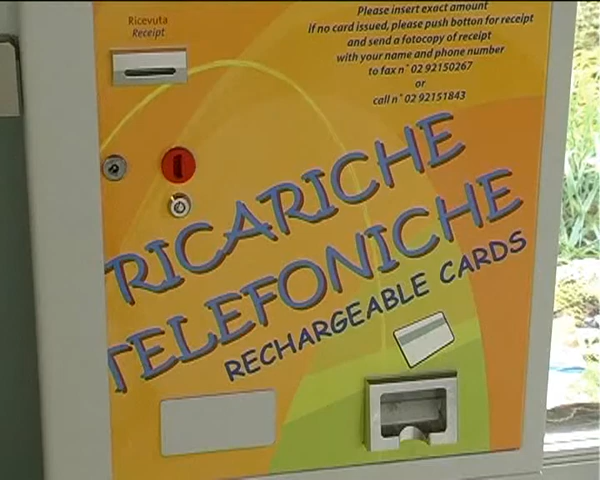 Ricevuta
Receipt
Please insert exact amount
if no card issued, please push botton for receipt
and send a fotocopy of receipt
with your name and phone number
to fax n° 02 92150267
or
call n° 02 92151843
RICARICHE
TELEFONICHE
RECHARGEABLE CARDS